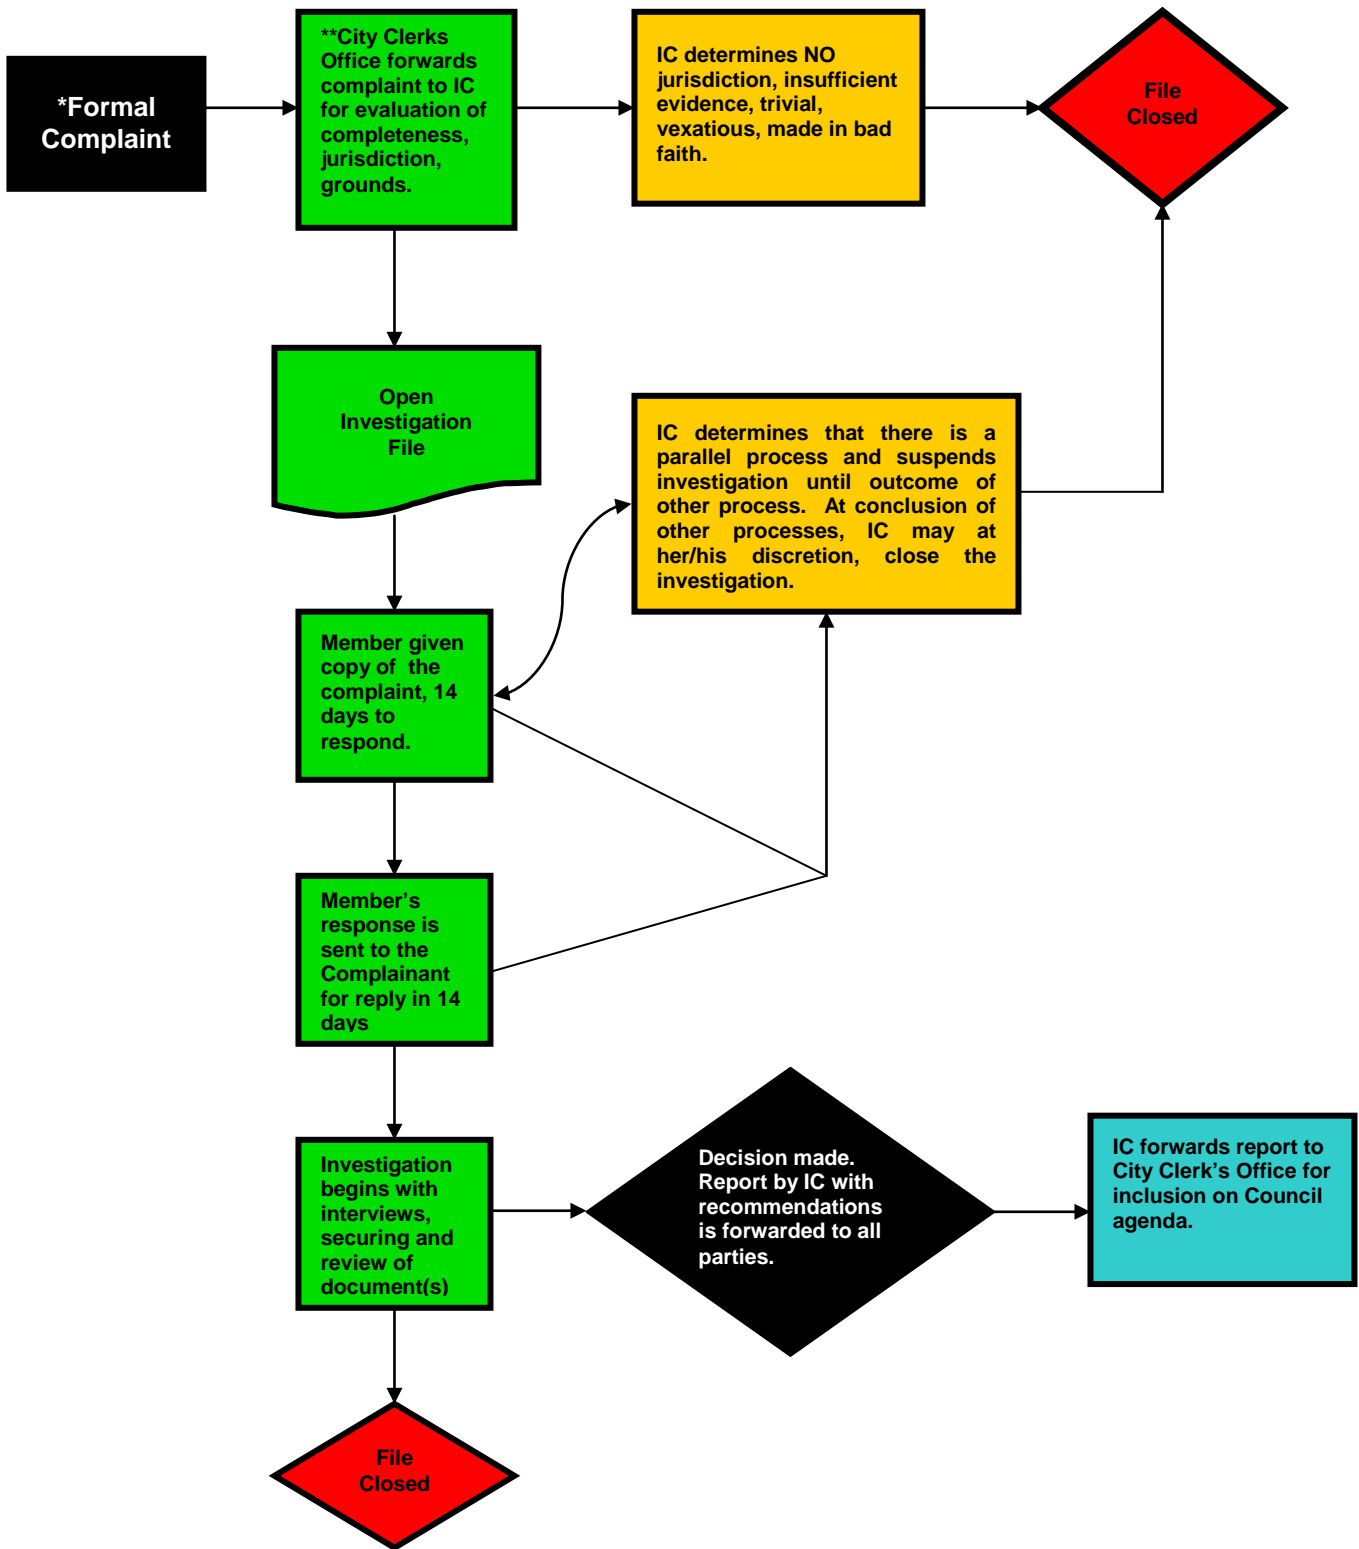 *Formal
Complaint
**City Clerks
Office forwards
complaint to IC
for evaluation of
completeness,
jurisdiction,
grounds.
IC determines NO
jurisdiction, insufficient
evidence, trivial,
vexatious, made in bad
faith.
File
Closed
Open
Investigation
File
IC determines that there is a
parallel process and suspends
investigation until outcome of
other process. At conclusion of
other processes, IC may at
her/his discretion, close the
investigation.
Member given
copy of the
complaint, 14
days to
respond.
Member’s
response is
sent to the
Complainant
for reply in 14
days
Investigation
begins with
interviews,
securing and
review of
document(s)
Decision made.
Report by IC with
recommendations
is forwarded to all
parties.
IC forwards report to
City Clerk’s Office for
inclusion on Council
agenda.
File
Closed